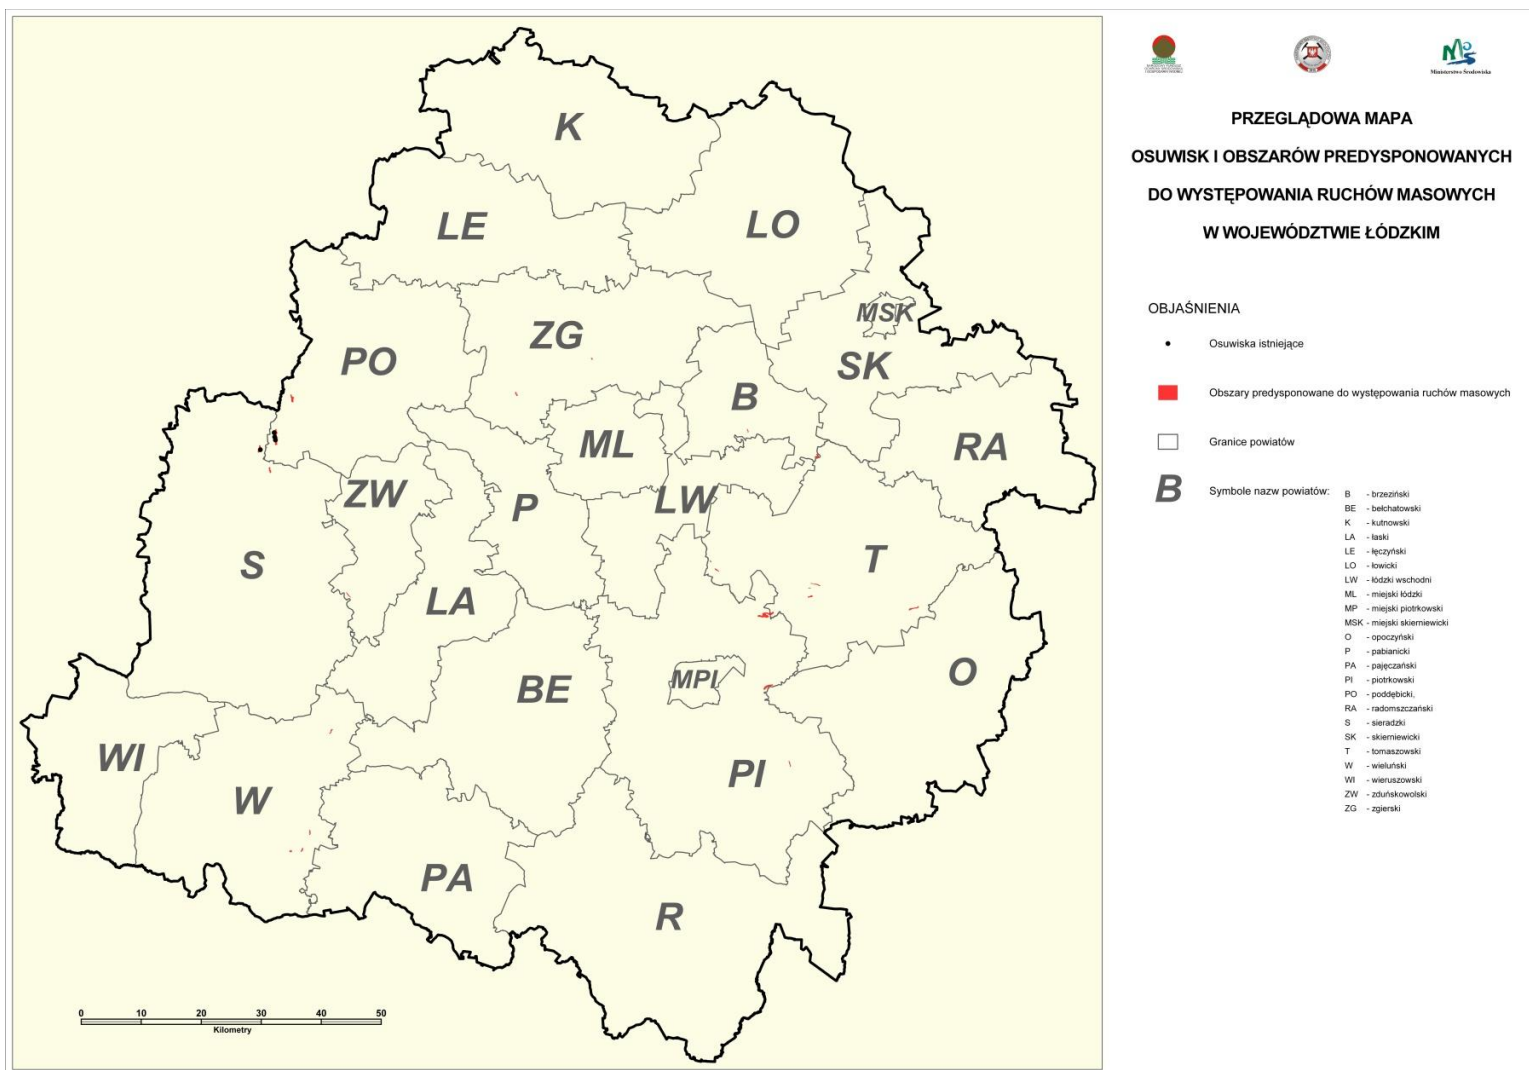 K
LE
LO
MSK
ZG
PO
SK
B
ML
RA
ZW
LW
P
S
T
LA
O
MPI
BE
WI
PI
W
PA
R
0 10 20 30 40 50
Kilometry
Ministerstwo Środowiska
PRZEGLĄDOWA MAPA
OSUWISK I OBSZARÓW PREDYSPONOWANYCH
DO WYSTĘPOWANIA RUCHÓW MASOWYCH
W WOJEWÓDZTWIE ŁÓDZKIM
OBJAŚNIENIA
Osuwiska istniejące
Obszary predysponowane do występowania ruchów masowych
Granice powiatów
B Symbole nazw powiatów:
B - brzeziński
BE - bełchatowski
K - kutnowski
LA - łaski
LE - łęczyński
LO - łowicki
LW - łódzki wschodni
ML - miejski łódzki
MP - miejski piotrkowski
MSK - miejski skierniewicki
O - opoczyński
P - pabianicki
PA - pajęczański
PI - piotrkowski
PO - poddębicki,
RA - radomszczański
S - sieradzki
SK - skierniewicki
T - tomaszowski
W - wieluński
WI - wieruszowski
ZW - zduńskowolski
ZG - zgierski